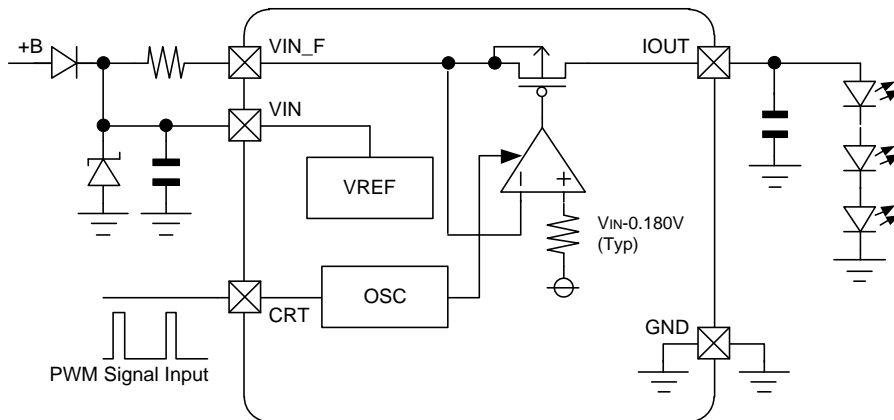 +B
VIN_F
IOUT
VIN
VREF
VIN-0.180V
(Typ)
OSC
CRT
GND
PWM Signal Input